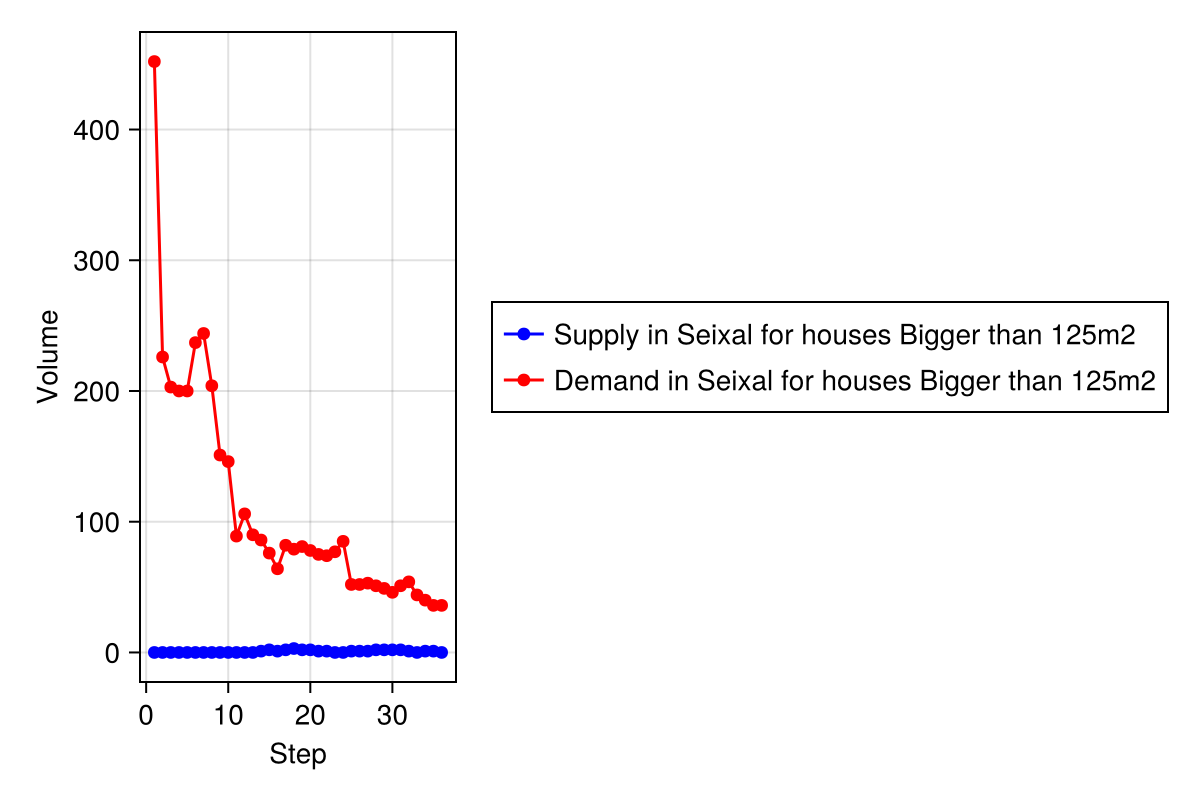 Volume
400
300
200
100
0
0 10 20 30
Step
Supply in Seixal for houses Bigger than 125m2
Demand in Seixal for houses Bigger than 125m2